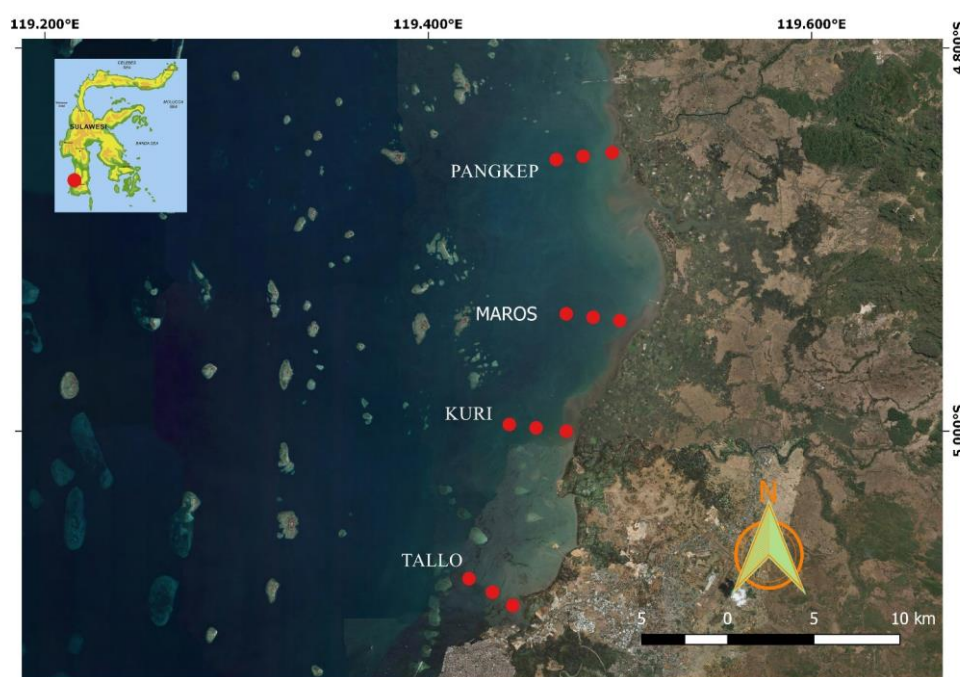 119.200°E 119.400°E 119.600°E
4.800°S
SULAWESI
PANGKEP
MAROS
KURI
5.000°S
N
TALLO
5 0 5 10 km